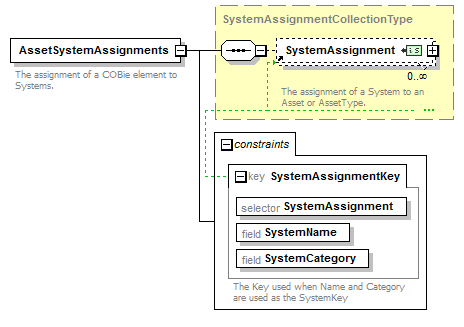 SystemAssignmentCollectionType
AssetSystemAssignments
SystemAssignment
0..∞
The assignment of a COBie element to
Systems.
The assignment of a System to an
Asset or AssetType.
constraints
key SystemAssignmentKey
selector SystemAssignment
field SystemName
field SystemCategory
The Key used when Name and Category
are used as the SystemKey